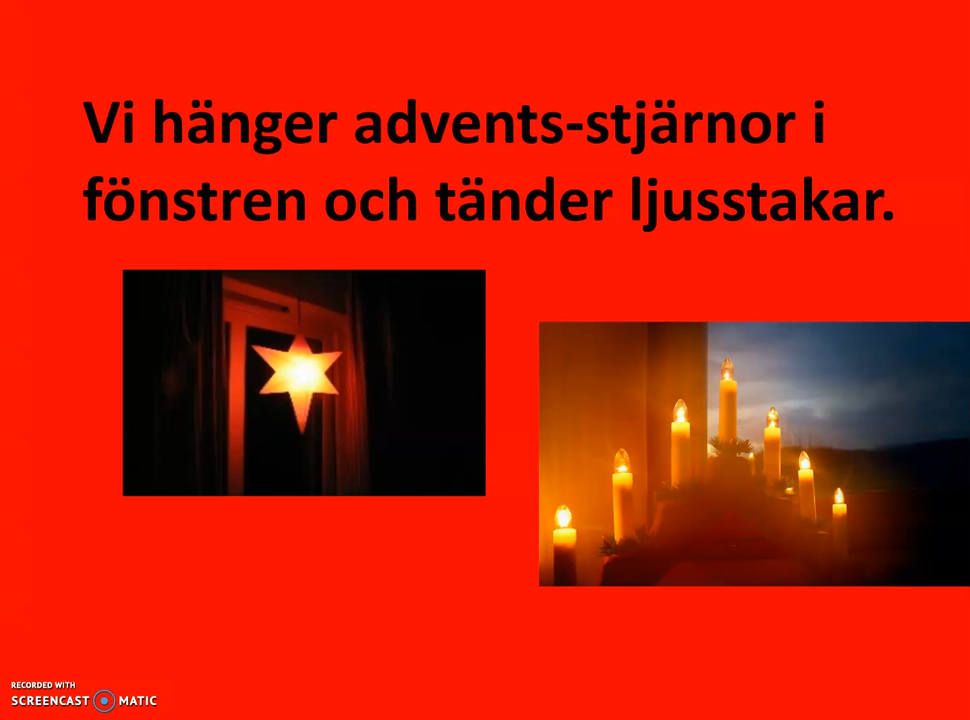 Vi hänger advents-stjärnor i
fönstren och tänder ljusstakar.
RECORDED WITH
SCREENCAST MATIC